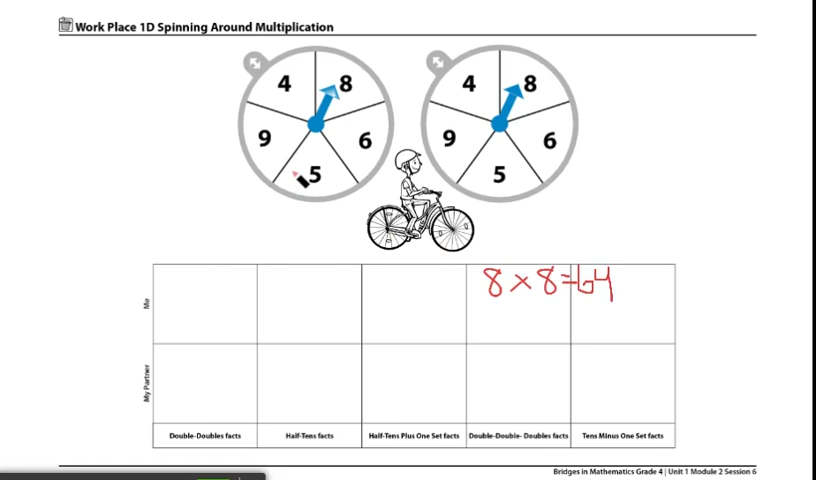 Work Place 1D Spinning Around Multiplication
4 8 6 5 9
4 8 6 5 9
Me
8 × 8 = 64
My Partner
Double-Doubles facts
Half-Tens facts
Half-Tens Plus One Set facts
Double-Double- Doubles facts
Tens Minus One Set facts
Bridges in Mathematics Grade 4 | Unit 1 Module 2 Session 6